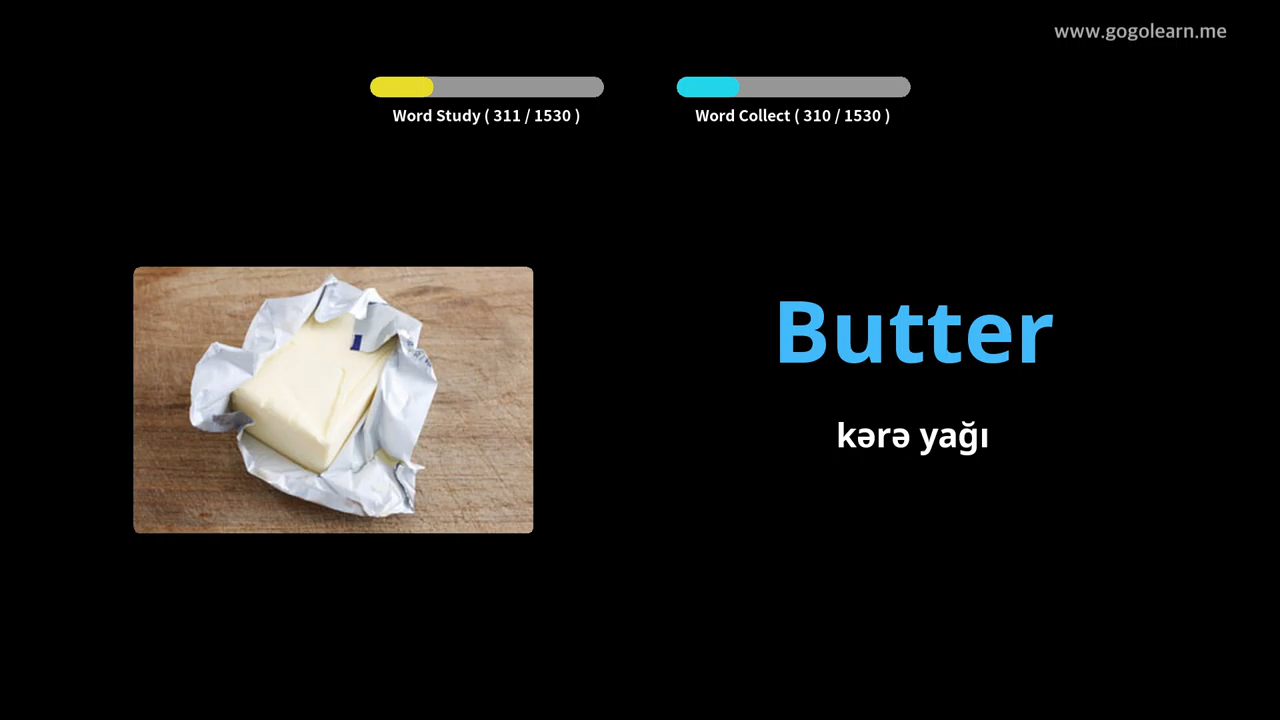 www.gogolearn.me
Word Study ( 311 / 1530 )
Word Collect ( 310 / 1530 )
Butter
kərə yağı